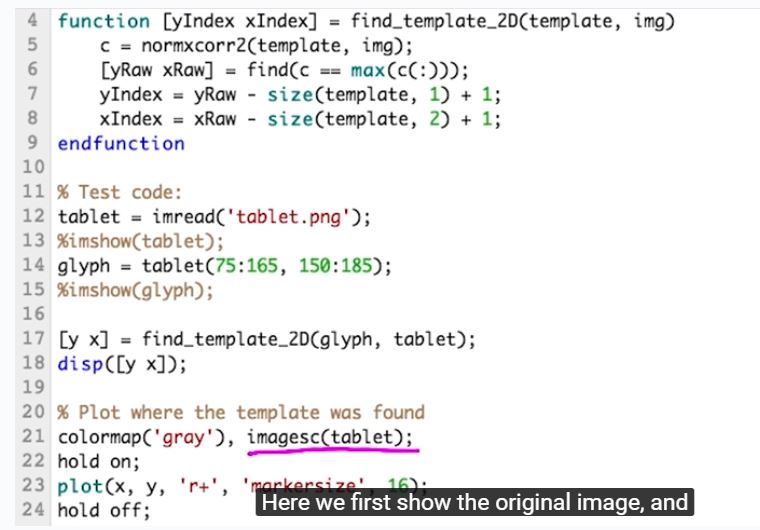 4 function [yIndex xIndex] = find_template_2D(template, img)
5 c = normxcorr2(template, img);
6 [yRaw xRaw] = find(c == max(c(:)));
7 yIndex = yRaw - size(template, 1) + 1;
8 xIndex = xRaw - size(template, 2) + 1;
9 endfunction
10
11 % Test code:
12 tablet = imread('tablet.png');
13 %imshow(tablet);
14 glyph = tablet(75:165, 150:185);
15 %imshow(glyph);
16
17 [y x] = find_template_2D(glyph, tablet);
18 disp([y x]);
19
20 % Plot where the template was found
21 colormap('gray'), imagesc(tablet);
22 hold on;
23 plot(x, y, 'r+', 'markersize', 16);
24 hold off;
Here we first show the original image, and